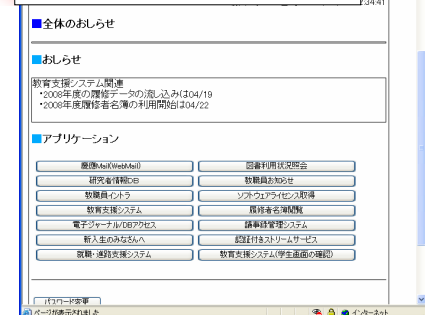 :34:41
■全体のおしらせ
■おしらせ
教育支援システム関連
・2008年度の履修データの流し込みは04/19
・2008年度履修者名簿の利用開始は04/22
■アプリケーション
慶應Mail(WebMail) 図書利用状況照会
研究者情報DB 教職員お知らせ
教職員イントラ ソフトウェアライセンス取得
教育支援システム 履修者名簿閲覧
電子ジャーナル/DBアクセス 議事録管理システム
新入生のみなさんへ 認証付きストリームサービス
就職・進路支援システム 教育支援システム(学生画面の確認)
パスワード変更
ページが表示されました インターネット